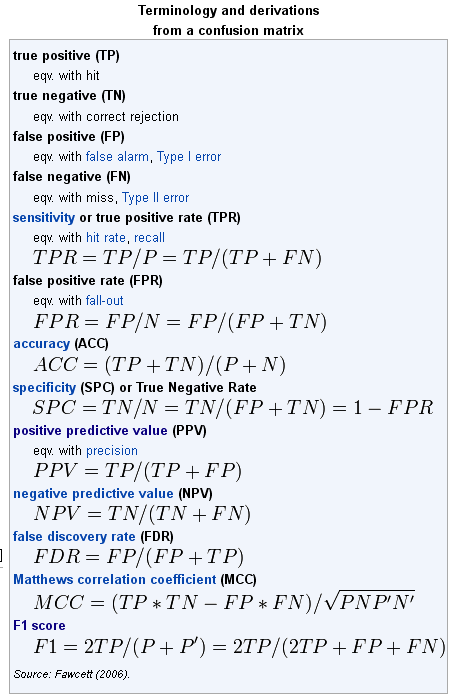 Terminology and derivations
from a confusion matrix
true positive (TP)
eqv. with hit
true negative (TN)
eqv. with correct rejection
false positive (FP)
eqv. with false alarm, Type I error
false negative (FN)
eqv. with miss, Type II error
sensitivity or true positive rate (TPR)
eqv. with hit rate, recall
TPR = TP/P = TP/(TP + FN)
false positive rate (FPR)
eqv. with fall-out
FPR = FP/N = FP/(FP + TN)
accuracy (ACC)
ACC = (TP + TN)/(P + N)
specificity (SPC) or True Negative Rate
SPC = TN/N = TN/(FP + TN) = 1 − FPR
positive predictive value (PPV)
eqv. with precision
PPV = TP/(TP + FP)
negative predictive value (NPV)
NPV = TN/(TN + FN)
false discovery rate (FDR)
]
FDR = FP/(FP + TP)
Matthews correlation coefficient (MCC)
MCC = (TP * TN − FP * FN)/√PNP′N′
F1 score
F1 = 2TP/(P + P′) = 2TP/(2TP + FP + FN)
Source: Fawcett (2006).